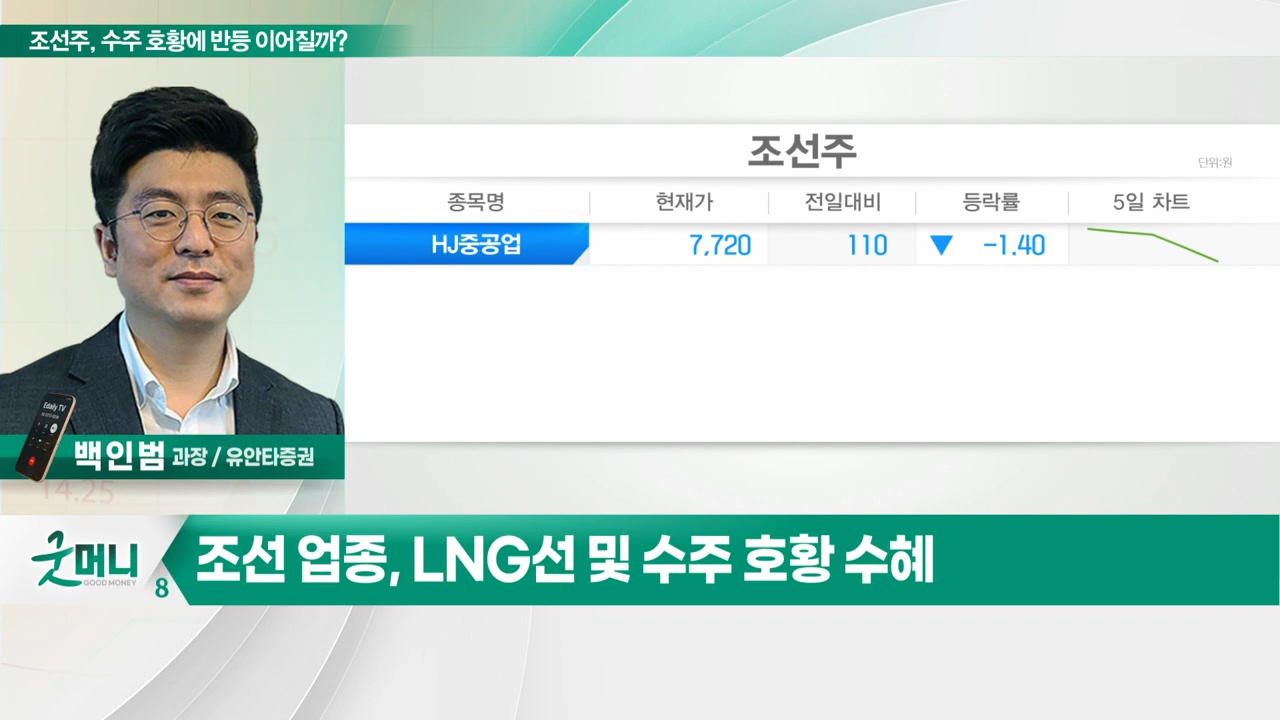 조선주, 수주 호황에 반등 이어질까?
조선주
단위:원
종목명 현재가 전일대비 등락률 5일 차트
HJ중공업 7,720 110 ▼ -1.40
Edaily TV
백인범 과장 / 유안타증권
14.25
굿머니
GOOD MONEY
8
조선 업종, LNG선 및 수주 호황 수혜